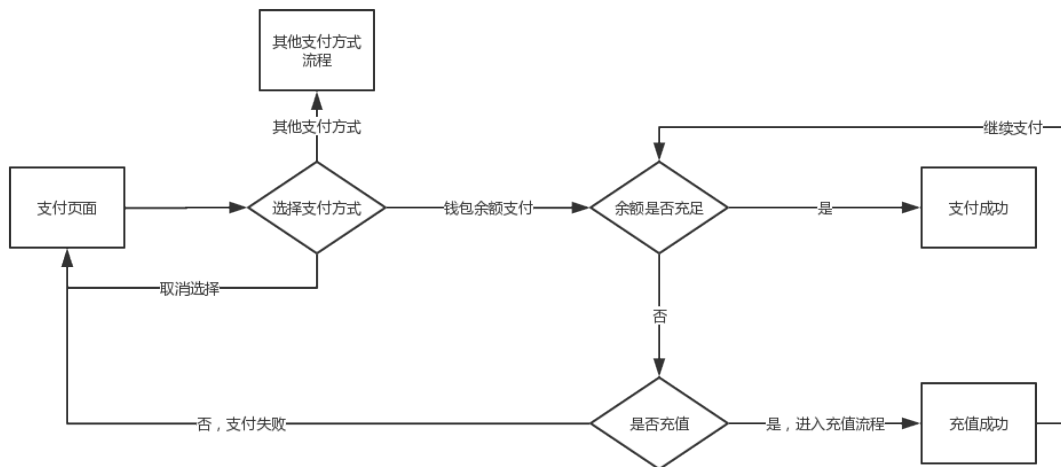 其他支付方式
流程
其他支付方式
继续支付
支付页面
选择支付方式
钱包余额支付
余额是否充足
是
支付成功
取消选择
否
否，支付失败
是否充值
是，进入充值流程
充值成功